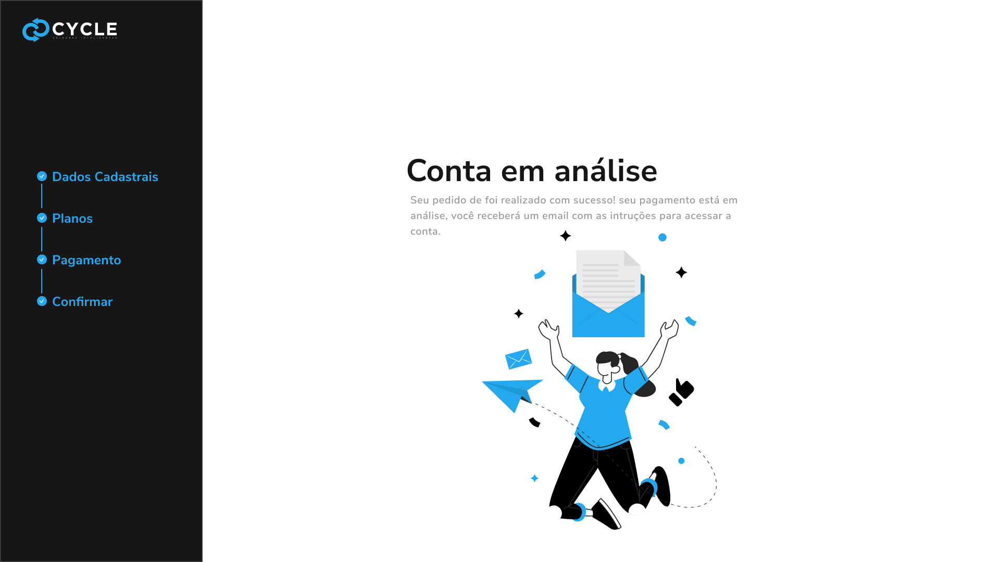 CYCLE
SOLUÇÕES INTELIGENTES
Dados Cadastrais
Planos
Pagamento
Confirmar
Conta em análise
Seu pedido de foi realizado com sucesso! seu pagamento está em
análise, você receberá um email com as intruções para acessar a
conta.